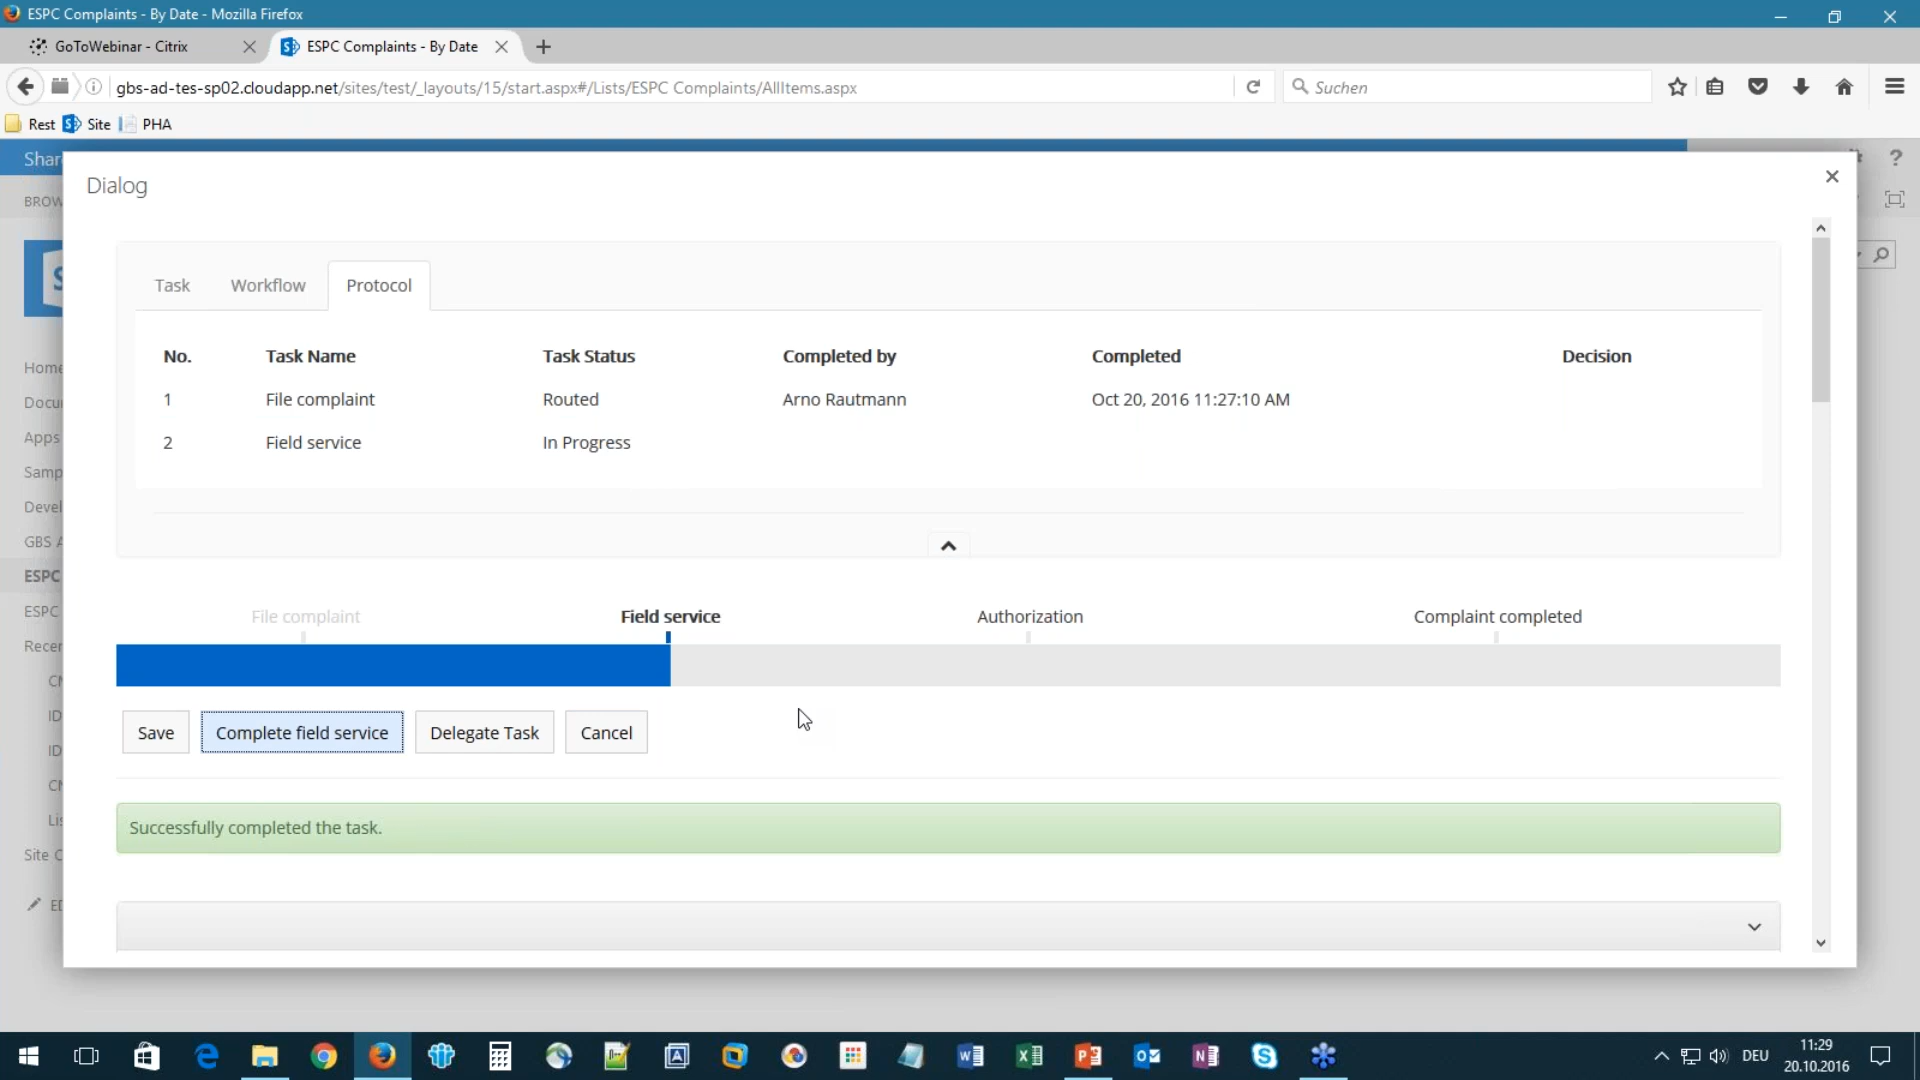 ESPC Complaints - By Date - Mozilla Firefox
GoToWebinar - Citrix
ESPC Complaints - By Date
gbs-ad-tes-sp02.cloudapp.net/sites/test/_layouts/15/start.aspx#/Lists/ESPC Complaints/AllItems.aspx
Suchen
Rest
Site
PHA
Shar
?
BROW
Dialog
Task Workflow Protocol
No. Task Name Task Status Completed by Completed Decision
1 File complaint Routed Arno Rautmann Oct 20, 2016 11:27:10 AM
2 Field service In Progress
Home
Docu
Apps
Samp
Devel
GBS A
ESPC
ESPC
Recen
ID
ID
Lis
Site C
File complaint Field service Authorization Complaint completed
Save Complete field service Delegate Task Cancel
Successfully completed the task.
DEU
11:29
20.10.2016